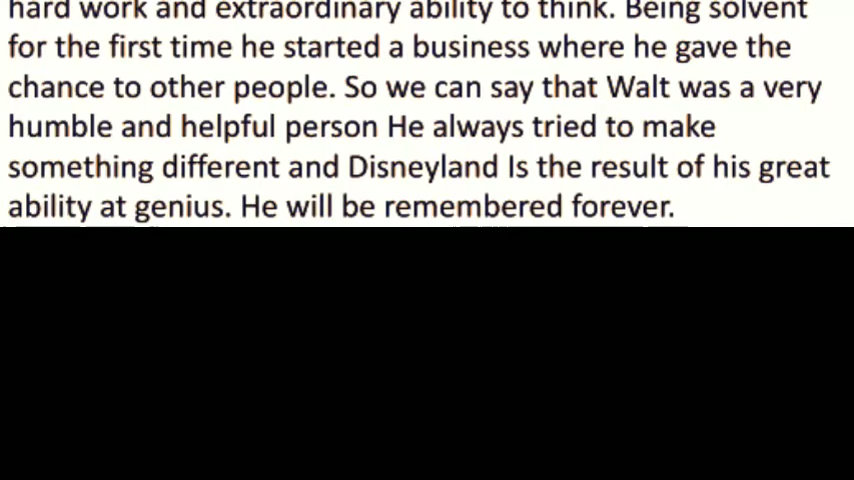 hard work and extraordinary ability to think. Being solvent
for the first time he started a business where he gave the
chance to other people. So we can say that Walt was a very
humble and helpful person He always tried to make
something different and Disneyland Is the result of his great
ability at genius. He will be remembered forever.